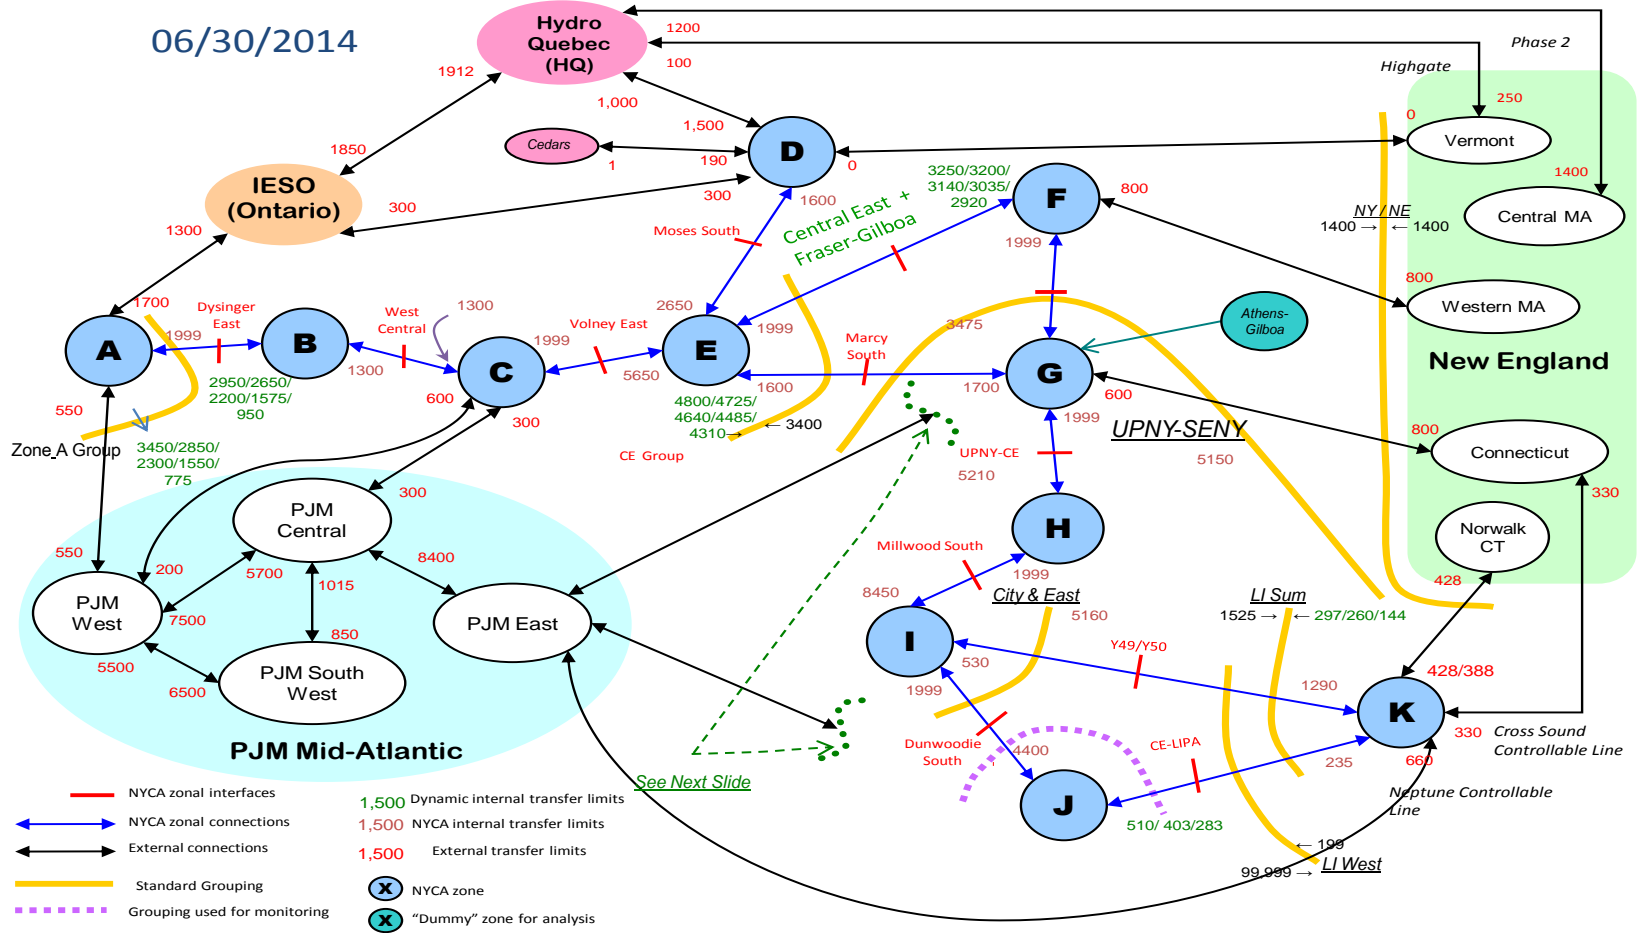 06/30/2014
Hydro
Quebec
(HQ)
1200
100
Phase 2
Highgate
1912
1,000
1,500
250
0
Vermont
Cedars
1
190
D
0
1850
300
1600
IESO
(Ontario)
300
1300
Moses South
Central East +
Fraser-Gilboa
3250/3200/
3140/3035/
2920
F
800
1999
1400
Central MA
NY / NE
1400 → ← 1400
800
Western MA
New England
1700
A
1999
Dysinger
East
B
West
Central
1300
1300
C
1999
Volney East
5650
600
300
2650
E
1999
1600
Marcy
South
3475
Athens-
Gilboa
G
1700
1999
600
550
2950/2650/
2200/1575/
950
Zone A Group
3450/2850/
2300/1550/
775
4800/4725/
4640/4485/
4310→
← 3400
CE Group
UPNY-CE
5210
UPNY-SENY
5150
800
Connecticut
330
Norwalk
CT
428
PJM
Central
300
8400
550
200
5700
1015
7500
PJM
West
850
5500
6500
PJM South
West
PJM East
PJM Mid-Atlantic
H
Millwood South
1999
8450
City & East
5160
I
530
1999
Y49/Y50
LI Sum
1525 → ← 297/260/144
1290
428/388
K
330
Cross Sound
Controllable Line
660
235
Neptune Controllable
Line
Dunwoodie
South
4400
CE-LIPA
J
510/ 403/283
← 199
99,999 →
LI West
See Next Slide
NYCA zonal interfaces
NYCA zonal connections
External connections
Standard Grouping
Grouping used for monitoring
1,500 Dynamic internal transfer limits
1,500 NYCA internal transfer limits
1,500 External transfer limits
X NYCA zone
X “Dummy” zone for analysis